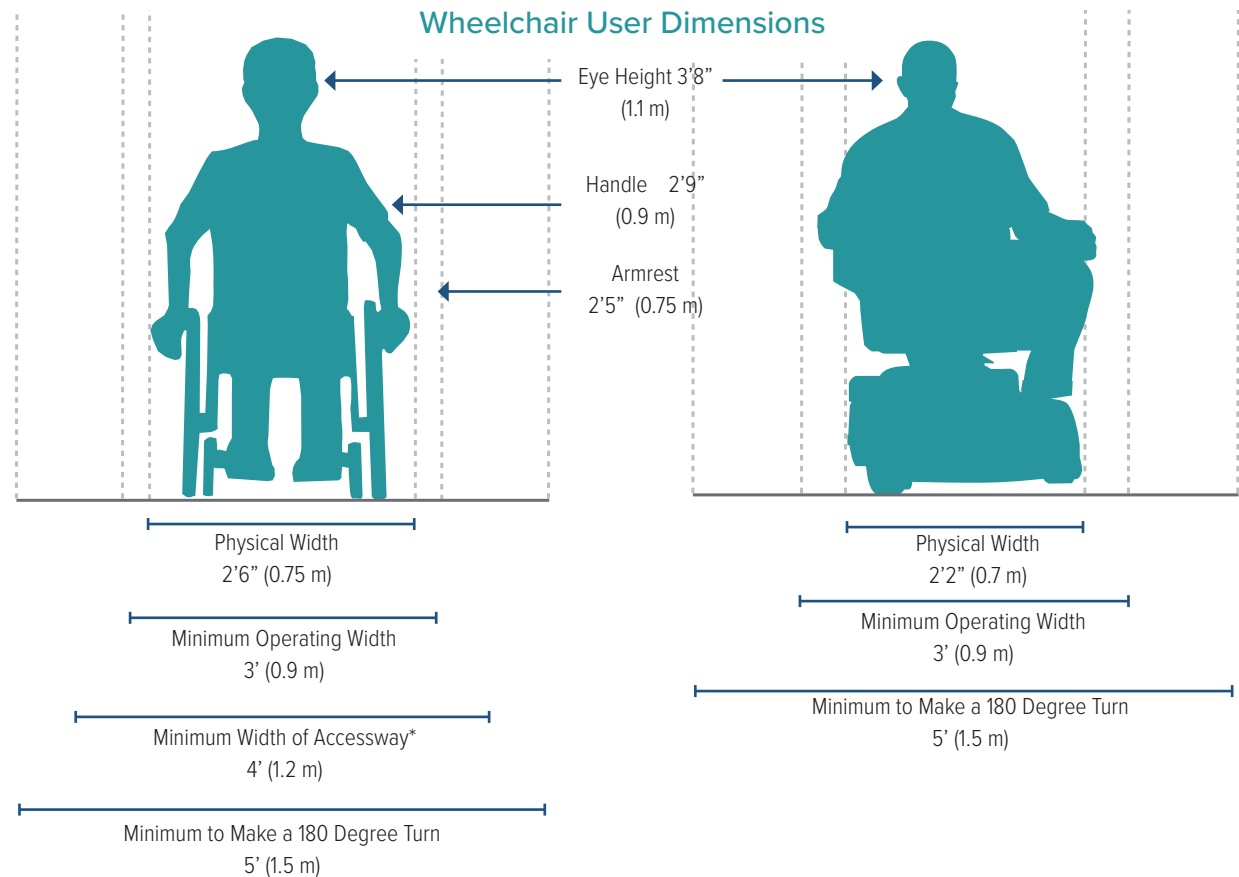 Wheelchair User Dimensions
Eye Height 3’8”
(1.1 m)
Handle 2’9”
(0.9 m)
Armrest
2’5” (0.75 m)
Physical Width
2’6” (0.75 m)
Minimum Operating Width
3’ (0.9 m)
Minimum Width of Accessway*
4’ (1.2 m)
Minimum to Make a 180 Degree Turn
5’ (1.5 m)
Physical Width
2’2” (0.7 m)
Minimum Operating Width
3’ (0.9 m)
Minimum to Make a 180 Degree Turn
5’ (1.5 m)